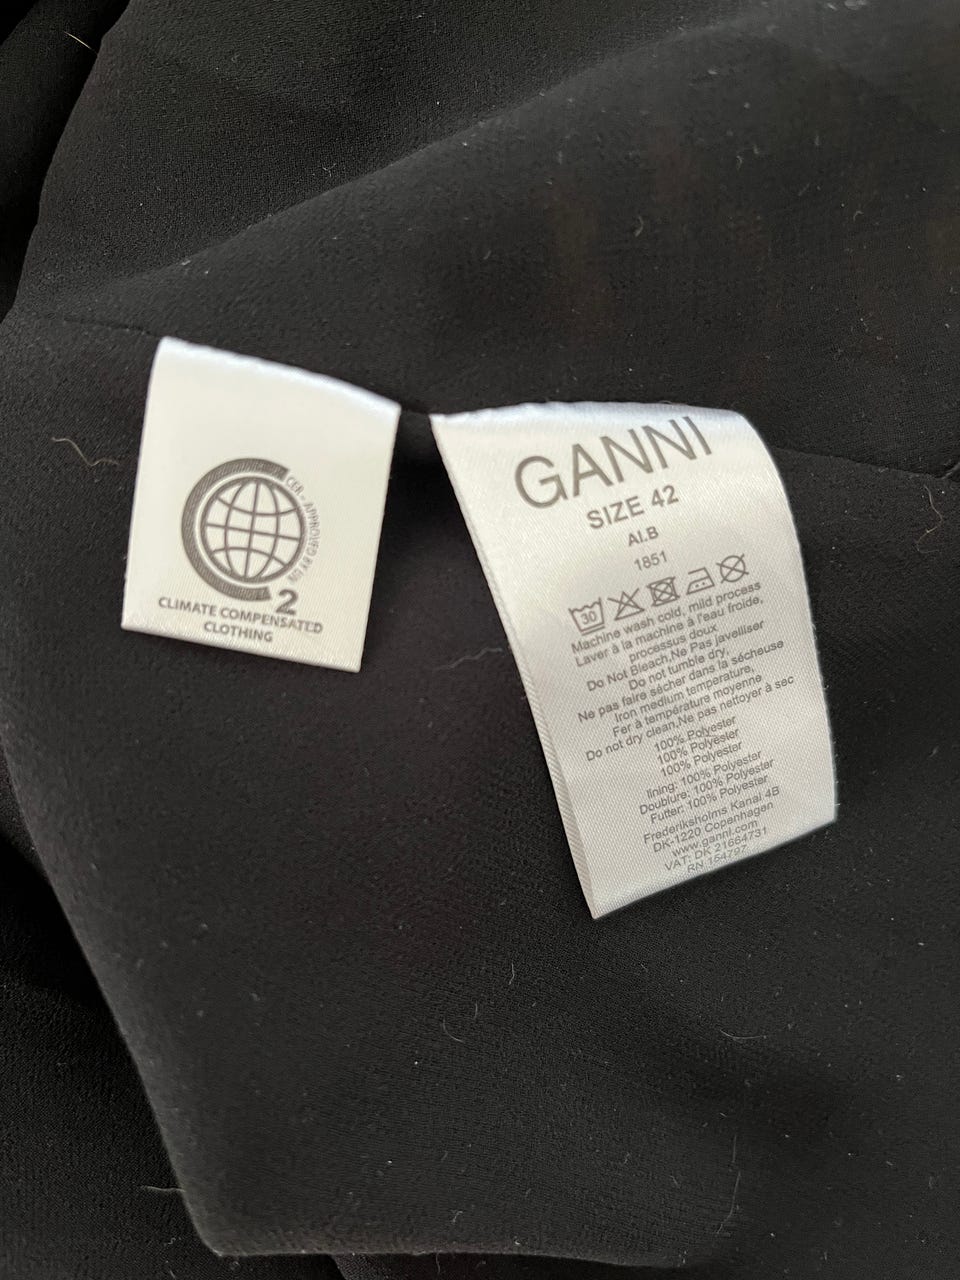 CER - APPROVED BY
2
CLIMATE COMPENSATED
CLOTHING
GANNI
SIZE 42
AI.B
1851
30
Machine wash cold, mild process
Laver à la machine à l'eau froide,
processus doux
Do Not Bleach,Ne Pas javelliser
Do not tumble dry,
Ne pas faire sécher dans la sécheuse
Iron medium temperature,
Fer à température moyenne
Do not dry clean,Ne pas nettoyer à sec
100% Polyester
100% Polyester
100% Polyester
lining: 100% Polyester
Doublure: 100% Polyester
Futter: 100% Polyester
Frederiksholms Kanal 4B
DK-1220 Copenhagen
www.ganni.com
VAT: DK 21664731
RN 154797